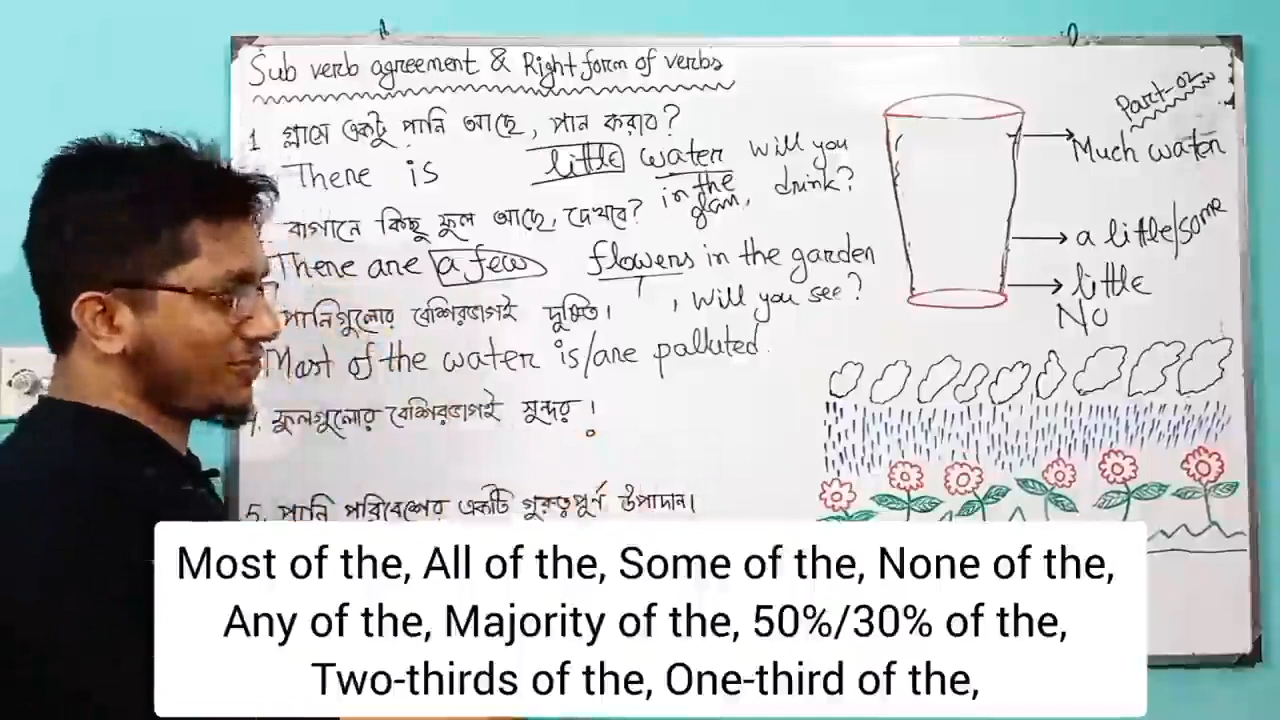 Sub verb agreement & Right form of verbs
Part-02
1 গ্লাসে একটু পানি আছে, পান করবে?
There is little water will you
in the drink?
glass,
বাগানে কিছু ফুল আছে, দেখবে?
There are a few flowers in the garden
, will you see?
পানিগুলোর বেশিরভাগই দুষিত।
Most of the water is/are polluted.
4. ফুলগুলোর বেশিরভাগই সুন্দর!
5. পানি পরিবেশের একটি গুরুত্বপূর্ণ উপাদান।
Much water
a little/some
little
No
Most of the, All of the, Some of the, None of the,
Any of the, Majority of the, 50%/30% of the,
Two-thirds of the, One-third of the,